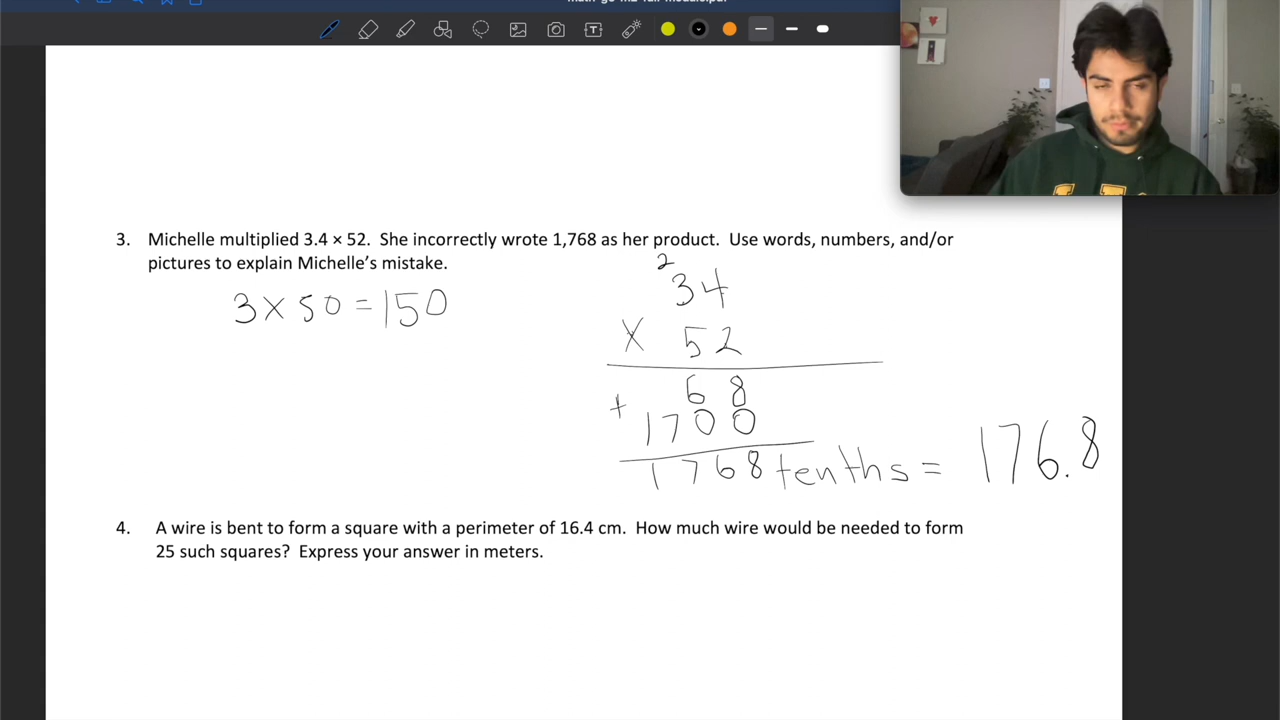 3. Michelle multiplied 3.4 × 52. She incorrectly wrote 1,768 as her product. Use words, numbers, and/or
pictures to explain Michelle's mistake.
3 × 50 = 150
2
34
× 52
68
+ 1700
1768 tenths = 176.8
4. A wire is bent to form a square with a perimeter of 16.4 cm. How much wire would be needed to form
25 such squares? Express your answer in meters.